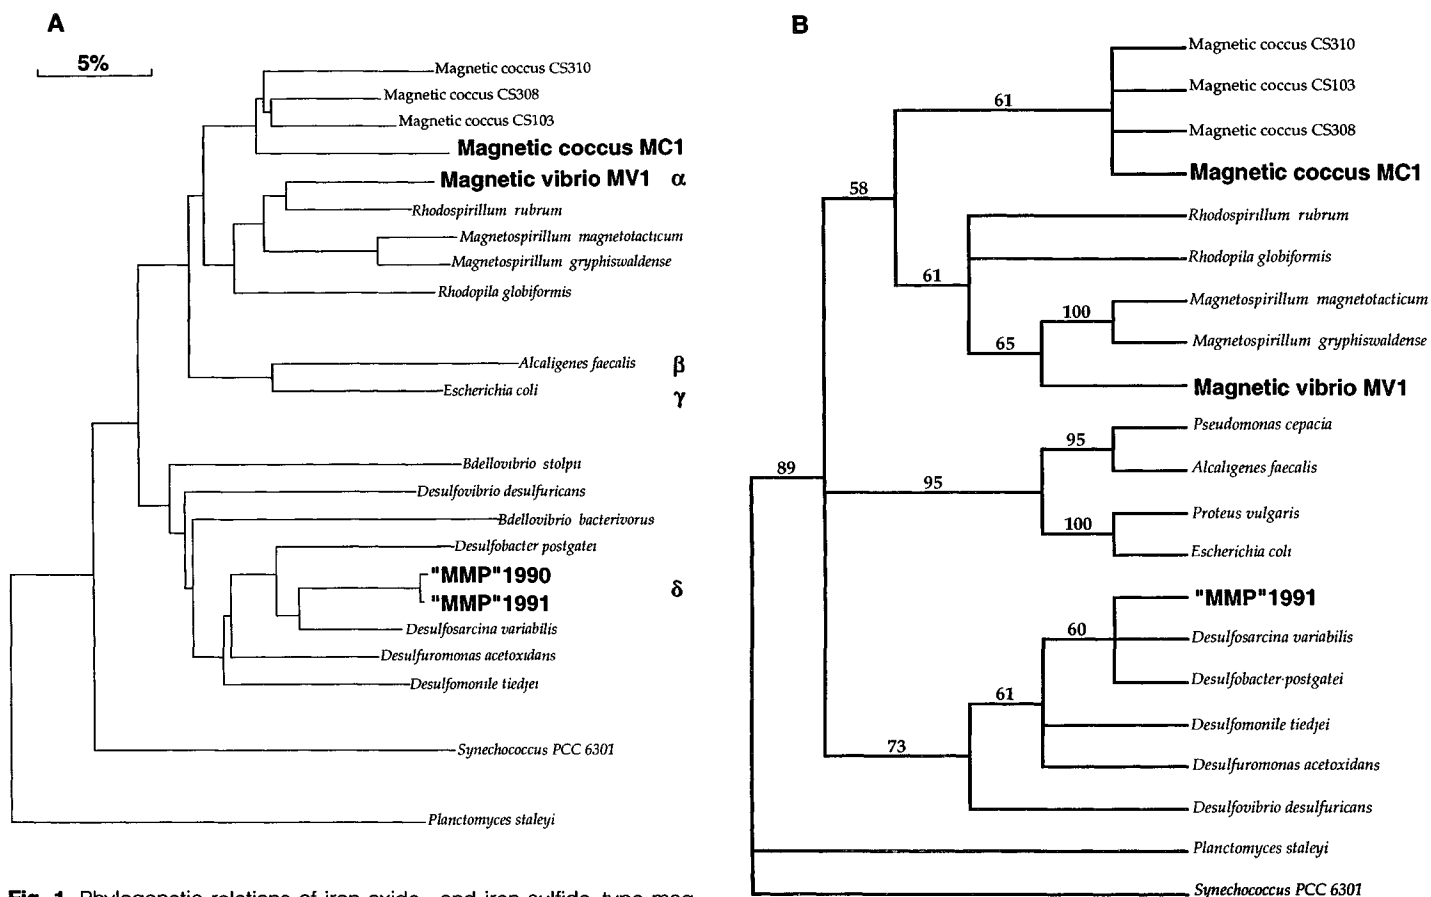 A
5%
Magnetic coccus CS310
Magnetic coccus CS308
Magnetic coccus CS103
Magnetic coccus MC1
Magnetic vibrio MV1 α
Rhodospirillum rubrum
Magnetospirillum magnetotacticum
Magnetospirillum gryphiswaldense
Rhodopila globiformis
Alcaligenes faecalis β
Escherichia coli γ
Bdellovibrio stolpii
Desulfovibrio desulfuricans
Bdellovibrio bacterivorus
Desulfobacter postgatei
"MMP"1990
δ
"MMP"1991
Desulfosarcina variabilis
Desulfuromonas acetoxidans
Desulfomonile tiedjei
Synechococcus PCC 6301
Planctomyces staleyi
Fig. 1. Phylogenetic relations of iron oxide- and iron sulfide-type mag-
B
Magnetic coccus CS310
61
Magnetic coccus CS103
Magnetic coccus CS308
Magnetic coccus MC1
58
Rhodospirillum rubrum
Rhodopila globiformis
61
Magnetospirillum magnetotacticum
100
Magnetospirillum gryphiswaldense
65
Magnetic vibrio MV1
Pseudomonas cepacia
95
Alcaligenes faecalis
89
95
Proteus vulgaris
100
Escherichia coli
"MMP"1991
60
Desulfosarcina variabilis
Desulfobacter postgatei
61
Desulfomonile tiedjei
73
Desulfuromonas acetoxidans
Desulfovibrio desulfuricans
Planctomyces staleyi
Synechococcus PCC 6301